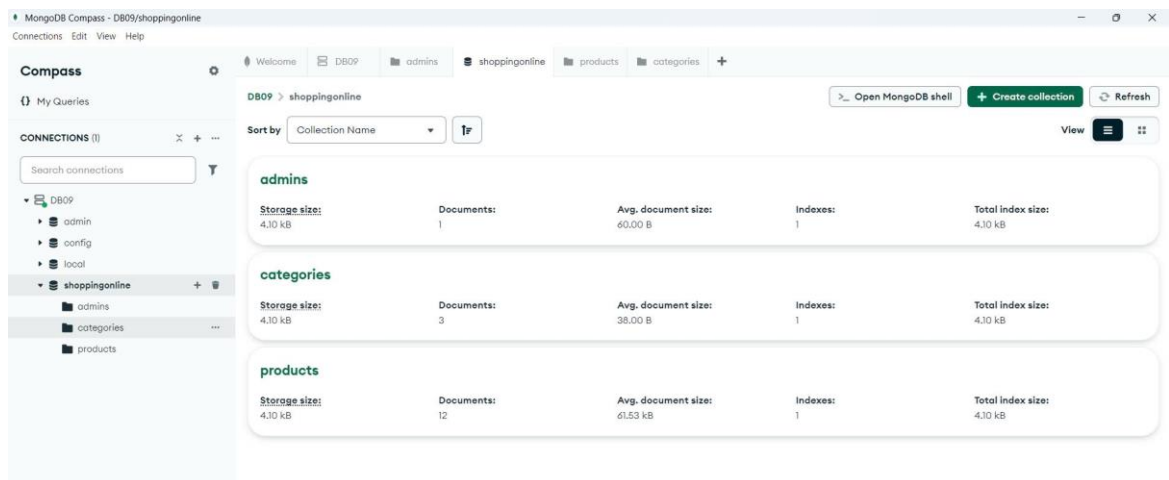 MongoDB Compass - DB09/shoppingonline
Connections Edit View Help
Compass
My Queries
CONNECTIONS (1)
Search connections
DB09
admin
config
local
shoppingonline
admins
categories
products
Welcome DB09 admins shoppingonline products categories
DB09 > shoppingonline
>_ Open MongoDB shell + Create collection Refresh
Sort by Collection Name View
admins
Storage size: Documents: Avg. document size: Indexes: Total index size:
4.10 kB 1 60.00 B 1 4.10 kB
categories
Storage size: Documents: Avg. document size: Indexes: Total index size:
4.10 kB 3 38.00 B 1 4.10 kB
products
Storage size: Documents: Avg. document size: Indexes: Total index size:
4.10 kB 12 61.53 kB 1 4.10 kB